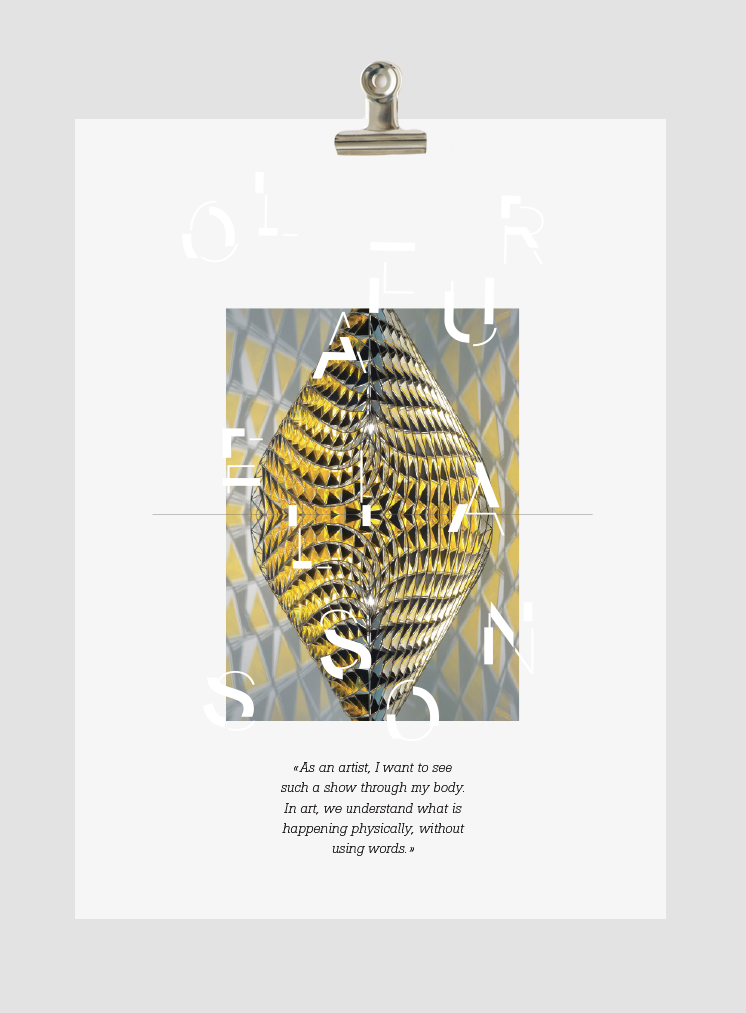 OLAFUR
ELIASSON
«As an artist, I want to see
such a show through my body.
In art, we understand what is
happening physically, without
using words.»